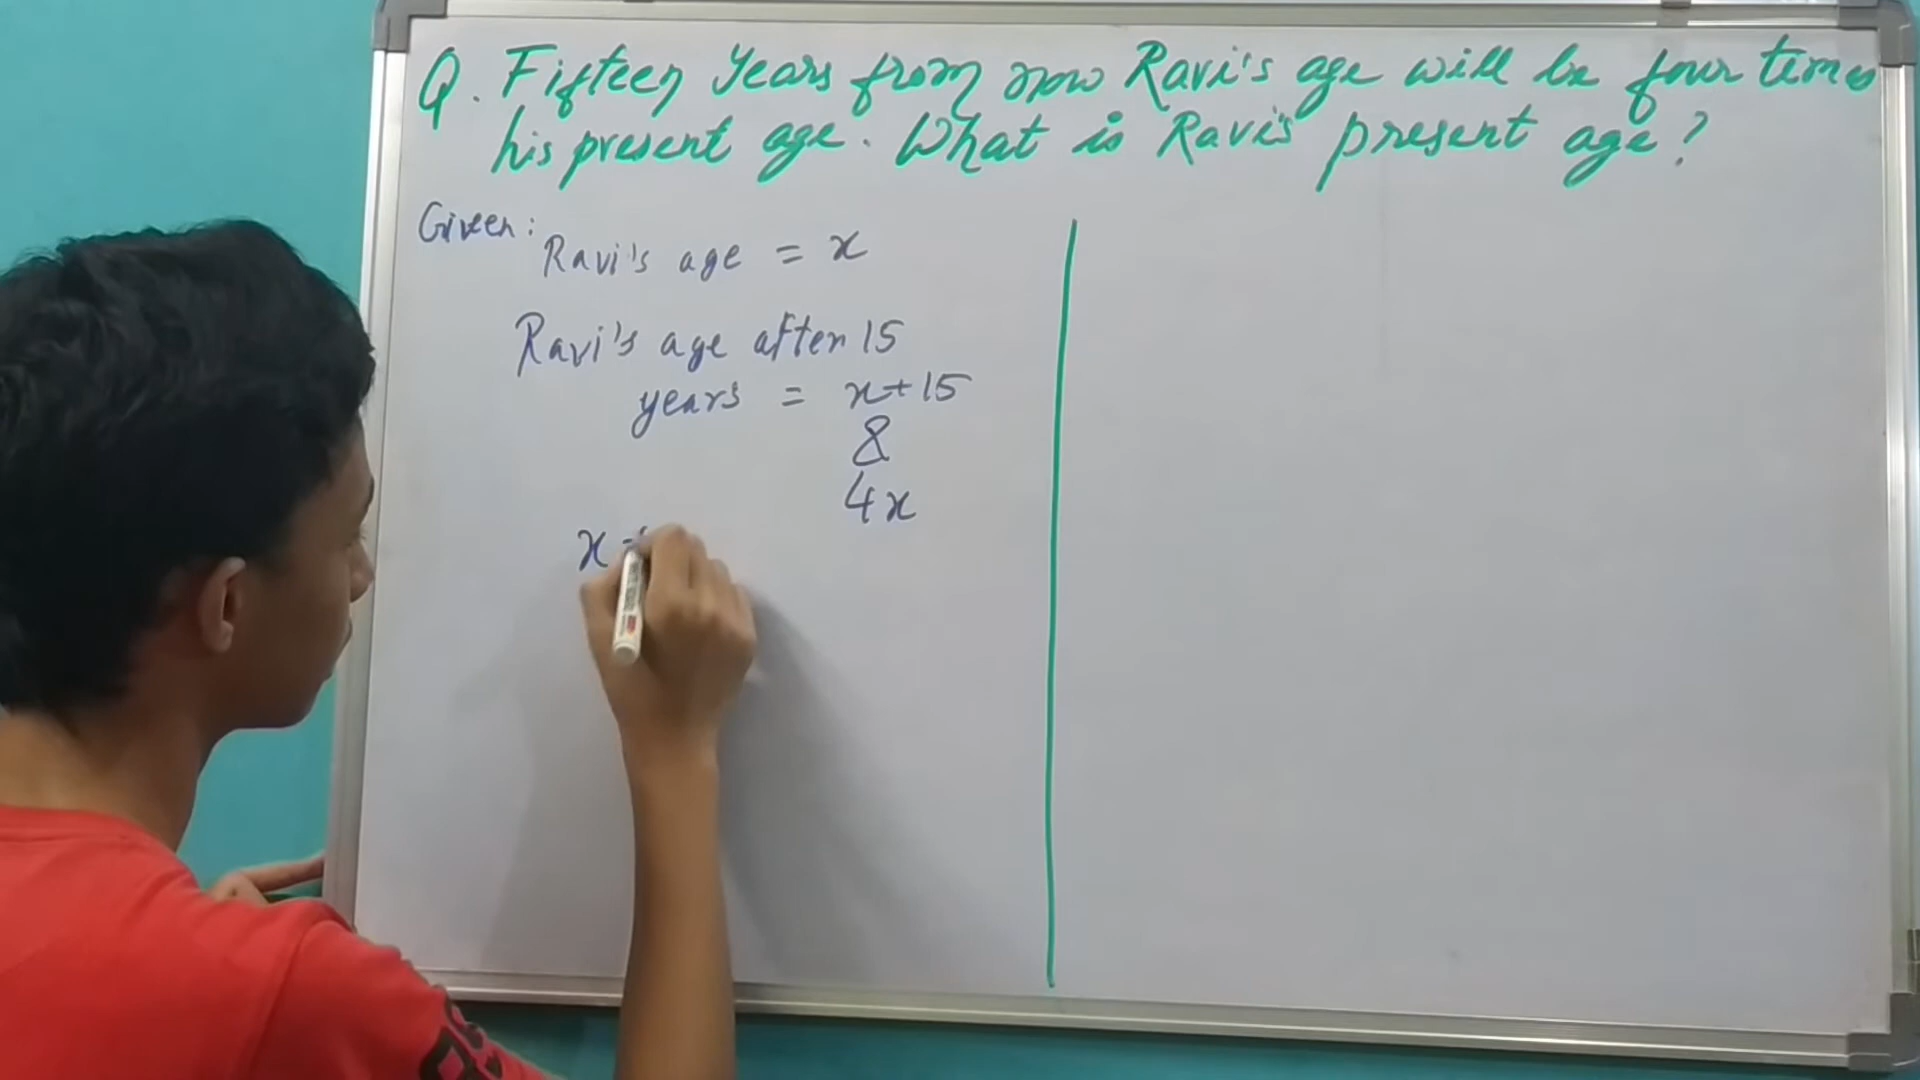 Q. Fifteen Years from now Ravi's age will be four times
his present age. What is Ravi's present age?
Given:
Ravi's age = x
Ravi's age after 15
years = x+15
&
4x
x +